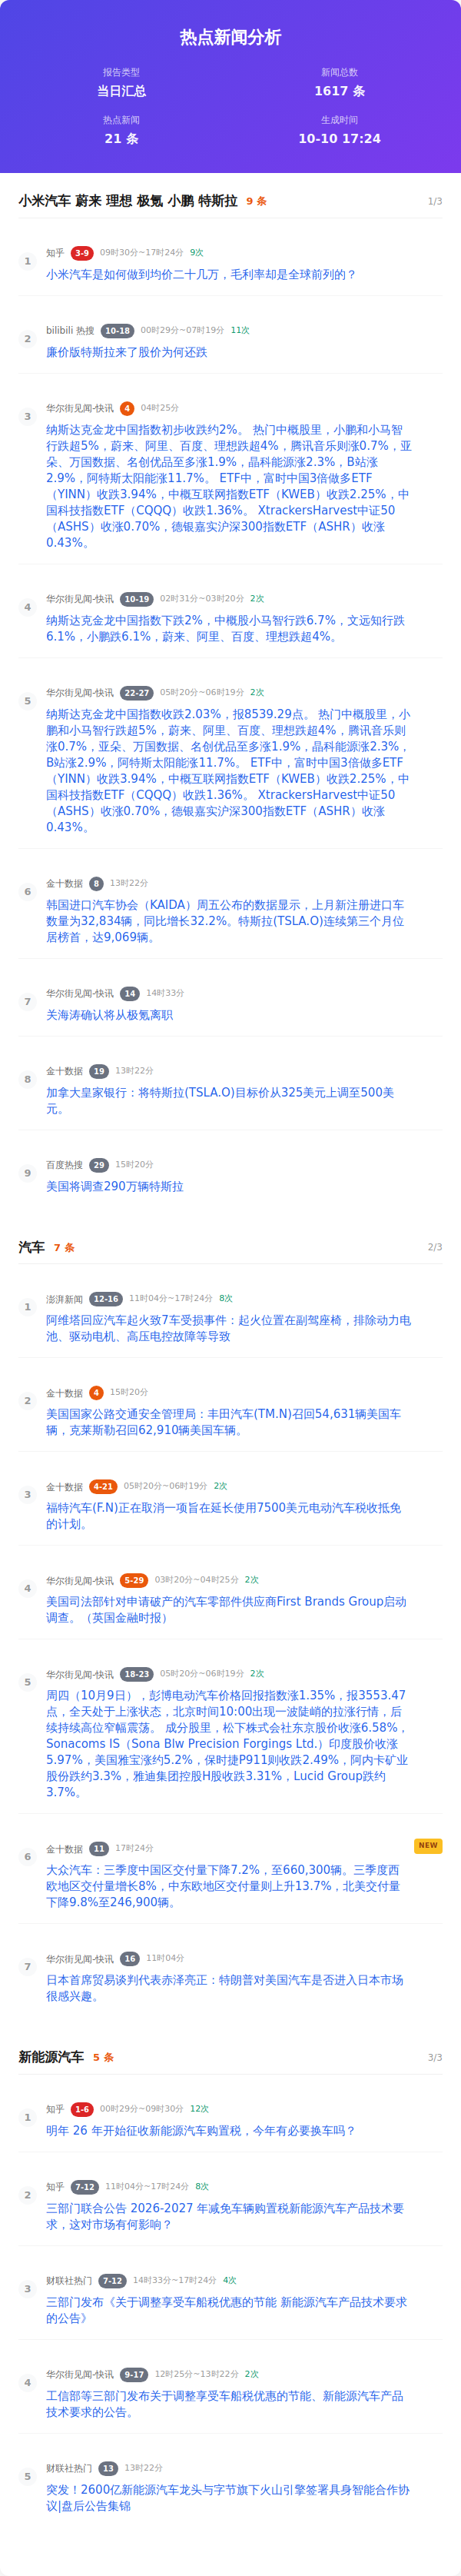 热点新闻分析
报告类型
当日汇总
新闻总数
1617 条
热点新闻
21 条
生成时间
10-10 17:24
小米汽车 蔚来 理想 极氪 小鹏 特斯拉 9 条 1/3
1
知乎 3-9 09时30分~17时24分 9次
小米汽车是如何做到均价二十几万，毛利率却是全球前列的？
2
bilibili 热搜 10-18 00时29分~07时19分 11次
廉价版特斯拉来了股价为何还跌
3
华尔街见闻-快讯 4 04时25分
纳斯达克金龙中国指数初步收跌约2%。 热门中概股里，小鹏和小马智
行跌超5%，蔚来、阿里、百度、理想跌超4%，腾讯音乐则涨0.7%，亚
朵、万国数据、名创优品至多涨1.9%，晶科能源涨2.3%，B站涨
2.9%，阿特斯太阳能涨11.7%。 ETF中，富时中国3倍做多ETF
（YINN）收跌3.94%，中概互联网指数ETF（KWEB）收跌2.25%，中
国科技指数ETF（CQQQ）收跌1.36%。 XtrackersHarvest中证50
（ASHS）收涨0.70%，德银嘉实沪深300指数ETF（ASHR）收涨
0.43%。
4
华尔街见闻-快讯 10-19 02时31分~03时20分 2次
纳斯达克金龙中国指数下跌2%，中概股小马智行跌6.7%，文远知行跌
6.1%，小鹏跌6.1%，蔚来、阿里、百度、理想跌超4%。
5
华尔街见闻-快讯 22-27 05时20分~06时19分 2次
纳斯达克金龙中国指数收跌2.03%，报8539.29点。 热门中概股里，小
鹏和小马智行跌超5%，蔚来、阿里、百度、理想跌超4%，腾讯音乐则
涨0.7%，亚朵、万国数据、名创优品至多涨1.9%，晶科能源涨2.3%，
B站涨2.9%，阿特斯太阳能涨11.7%。 ETF中，富时中国3倍做多ETF
（YINN）收跌3.94%，中概互联网指数ETF（KWEB）收跌2.25%，中
国科技指数ETF（CQQQ）收跌1.36%。 XtrackersHarvest中证50
（ASHS）收涨0.70%，德银嘉实沪深300指数ETF（ASHR）收涨
0.43%。
6
金十数据 8 13时22分
韩国进口汽车协会（KAIDA）周五公布的数据显示，上月新注册进口车
数量为32,834辆，同比增长32.2%。特斯拉(TSLA.O)连续第三个月位
居榜首，达9,069辆。
7
华尔街见闻-快讯 14 14时33分
关海涛确认将从极氪离职
8
金十数据 19 13时22分
加拿大皇家银行：将特斯拉(TSLA.O)目标价从325美元上调至500美
元。
9
百度热搜 29 15时20分
美国将调查290万辆特斯拉
汽车 7 条 2/3
1
澎湃新闻 12-16 11时04分~17时24分 8次
阿维塔回应汽车起火致7车受损事件：起火位置在副驾座椅，排除动力电
池、驱动电机、高压电控故障等导致
2
金十数据 4 15时20分
美国国家公路交通安全管理局：丰田汽车(TM.N)召回54,631辆美国车
辆，克莱斯勒召回62,910辆美国车辆。
3
金十数据 4-21 05时20分~06时19分 2次
福特汽车(F.N)正在取消一项旨在延长使用7500美元电动汽车税收抵免
的计划。
4
华尔街见闻-快讯 5-29 03时20分~04时25分 2次
美国司法部针对申请破产的汽车零部件供应商First Brands Group启动
调查。（英国金融时报）
5
华尔街见闻-快讯 18-23 05时20分~06时19分 2次
周四（10月9日），彭博电动汽车价格回报指数涨1.35%，报3553.47
点，全天处于上涨状态，北京时间10:00出现一波陡峭的拉涨行情，后
续持续高位窄幅震荡。 成分股里，松下株式会社东京股价收涨6.58%，
Sonacoms IS（Sona Blw Precision Forgings Ltd.）印度股价收涨
5.97%，美国雅宝涨约5.2%，保时捷P911则收跌2.49%，阿内卡矿业
股份跌约3.3%，雅迪集团控股H股收跌3.31%，Lucid Group跌约
3.7%。
6
金十数据 11 17时24分 NEW
大众汽车：三季度中国区交付量下降7.2%，至660,300辆。三季度西
欧地区交付量增长8%，中东欧地区交付量则上升13.7%，北美交付量
下降9.8%至246,900辆。
7
华尔街见闻-快讯 16 11时04分
日本首席贸易谈判代表赤泽亮正：特朗普对美国汽车是否进入日本市场
很感兴趣。
新能源汽车 5 条 3/3
1
知乎 1-6 00时29分~09时30分 12次
明年 26 年开始征收新能源汽车购置税，今年有必要换车吗？
2
知乎 7-12 11时04分~17时24分 8次
三部门联合公告 2026-2027 年减免车辆购置税新能源汽车产品技术要
求，这对市场有何影响？
3
财联社热门 7-12 14时33分~17时24分 4次
三部门发布《关于调整享受车船税优惠的节能 新能源汽车产品技术要求
的公告》
4
华尔街见闻-快讯 9-17 12时25分~13时22分 2次
工信部等三部门发布关于调整享受车船税优惠的节能、新能源汽车产品
技术要求的公告。
5
财联社热门 13 13时22分
突发！2600亿新能源汽车龙头与字节旗下火山引擎签署具身智能合作协
议|盘后公告集锦